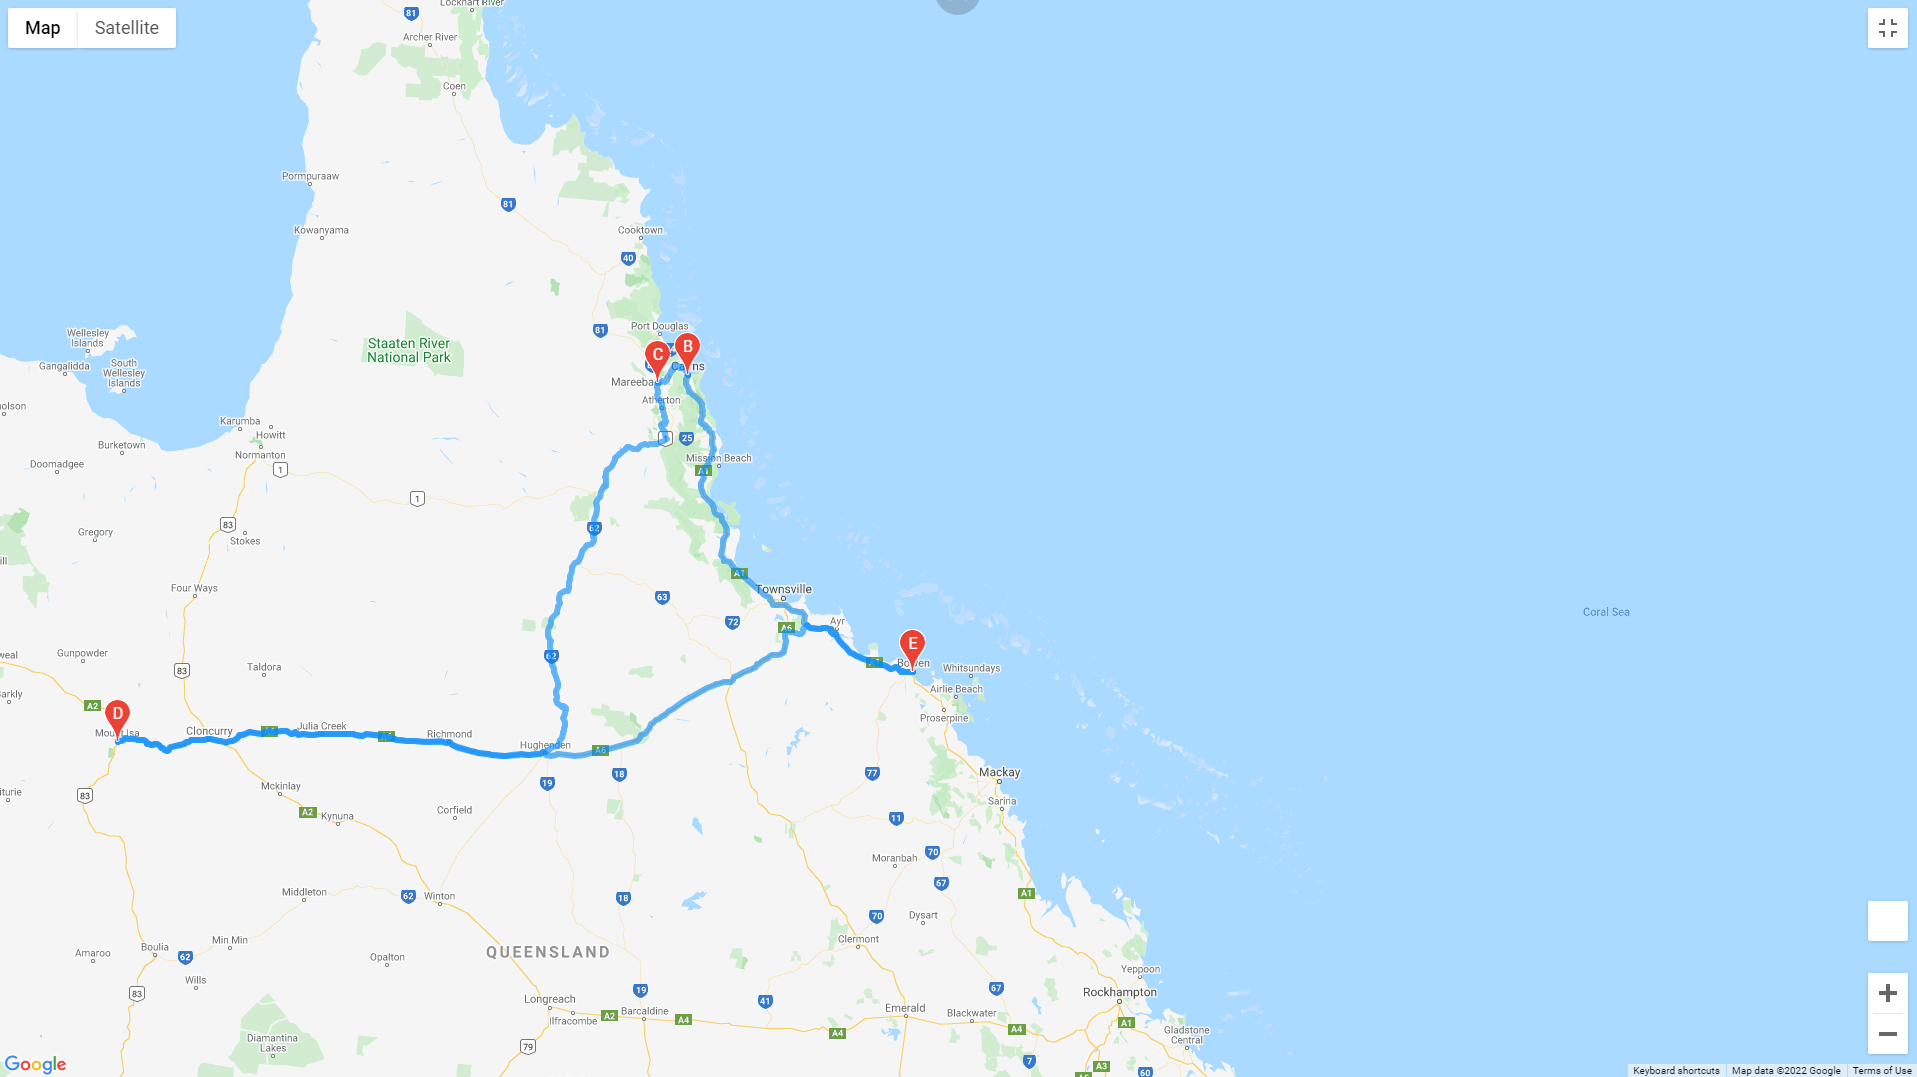 Map
Satellite
Lockhart River
81
Archer River
Coen
Pormpuraaw
81
Kowanyama
Cooktown
40
Port Douglas
81
Wellesley
Islands
Staaten River
National Park
C
B
Gangalidda
South
Wellesley
Islands
Mareeba
Atherton
Karumba
Howitt
Burketown
Normanton
1
25
Doomadgee
1
1
Mission Beach
83
Stokes
Gregory
62
Four Ways
63
Townsville
72
A6
Ayr
Coral Sea
E
Bowen
Gunpowder
83
Taldora
62
Whitsundays
Airlie Beach
Proserpine
A2
D
Mount Isa
Cloncurry
Julia Creek
Richmond
Hughenden
A6
18
19
77
Mackay
Sarina
83
Mckinlay
A2
Kynuna
Corfield
11
Moranbah
70
67
Middleton
62
Winton
18
A1
70
Dysart
Clermont
Min Min
Boulia
62
Amaroo
Opalton
QUEENSLAND
Wills
83
19
41
67
Yeppoon
Rockhampton
Longreach
Ilfracombe
A2
Barcaldine
A4
Emerald
Blackwater
A4
A4
A1
Gladstone
Central
Diamantina
Lakes
79
7
A3
60
Google
Keyboard shortcuts
Map data ©2022 Google
Terms of Use